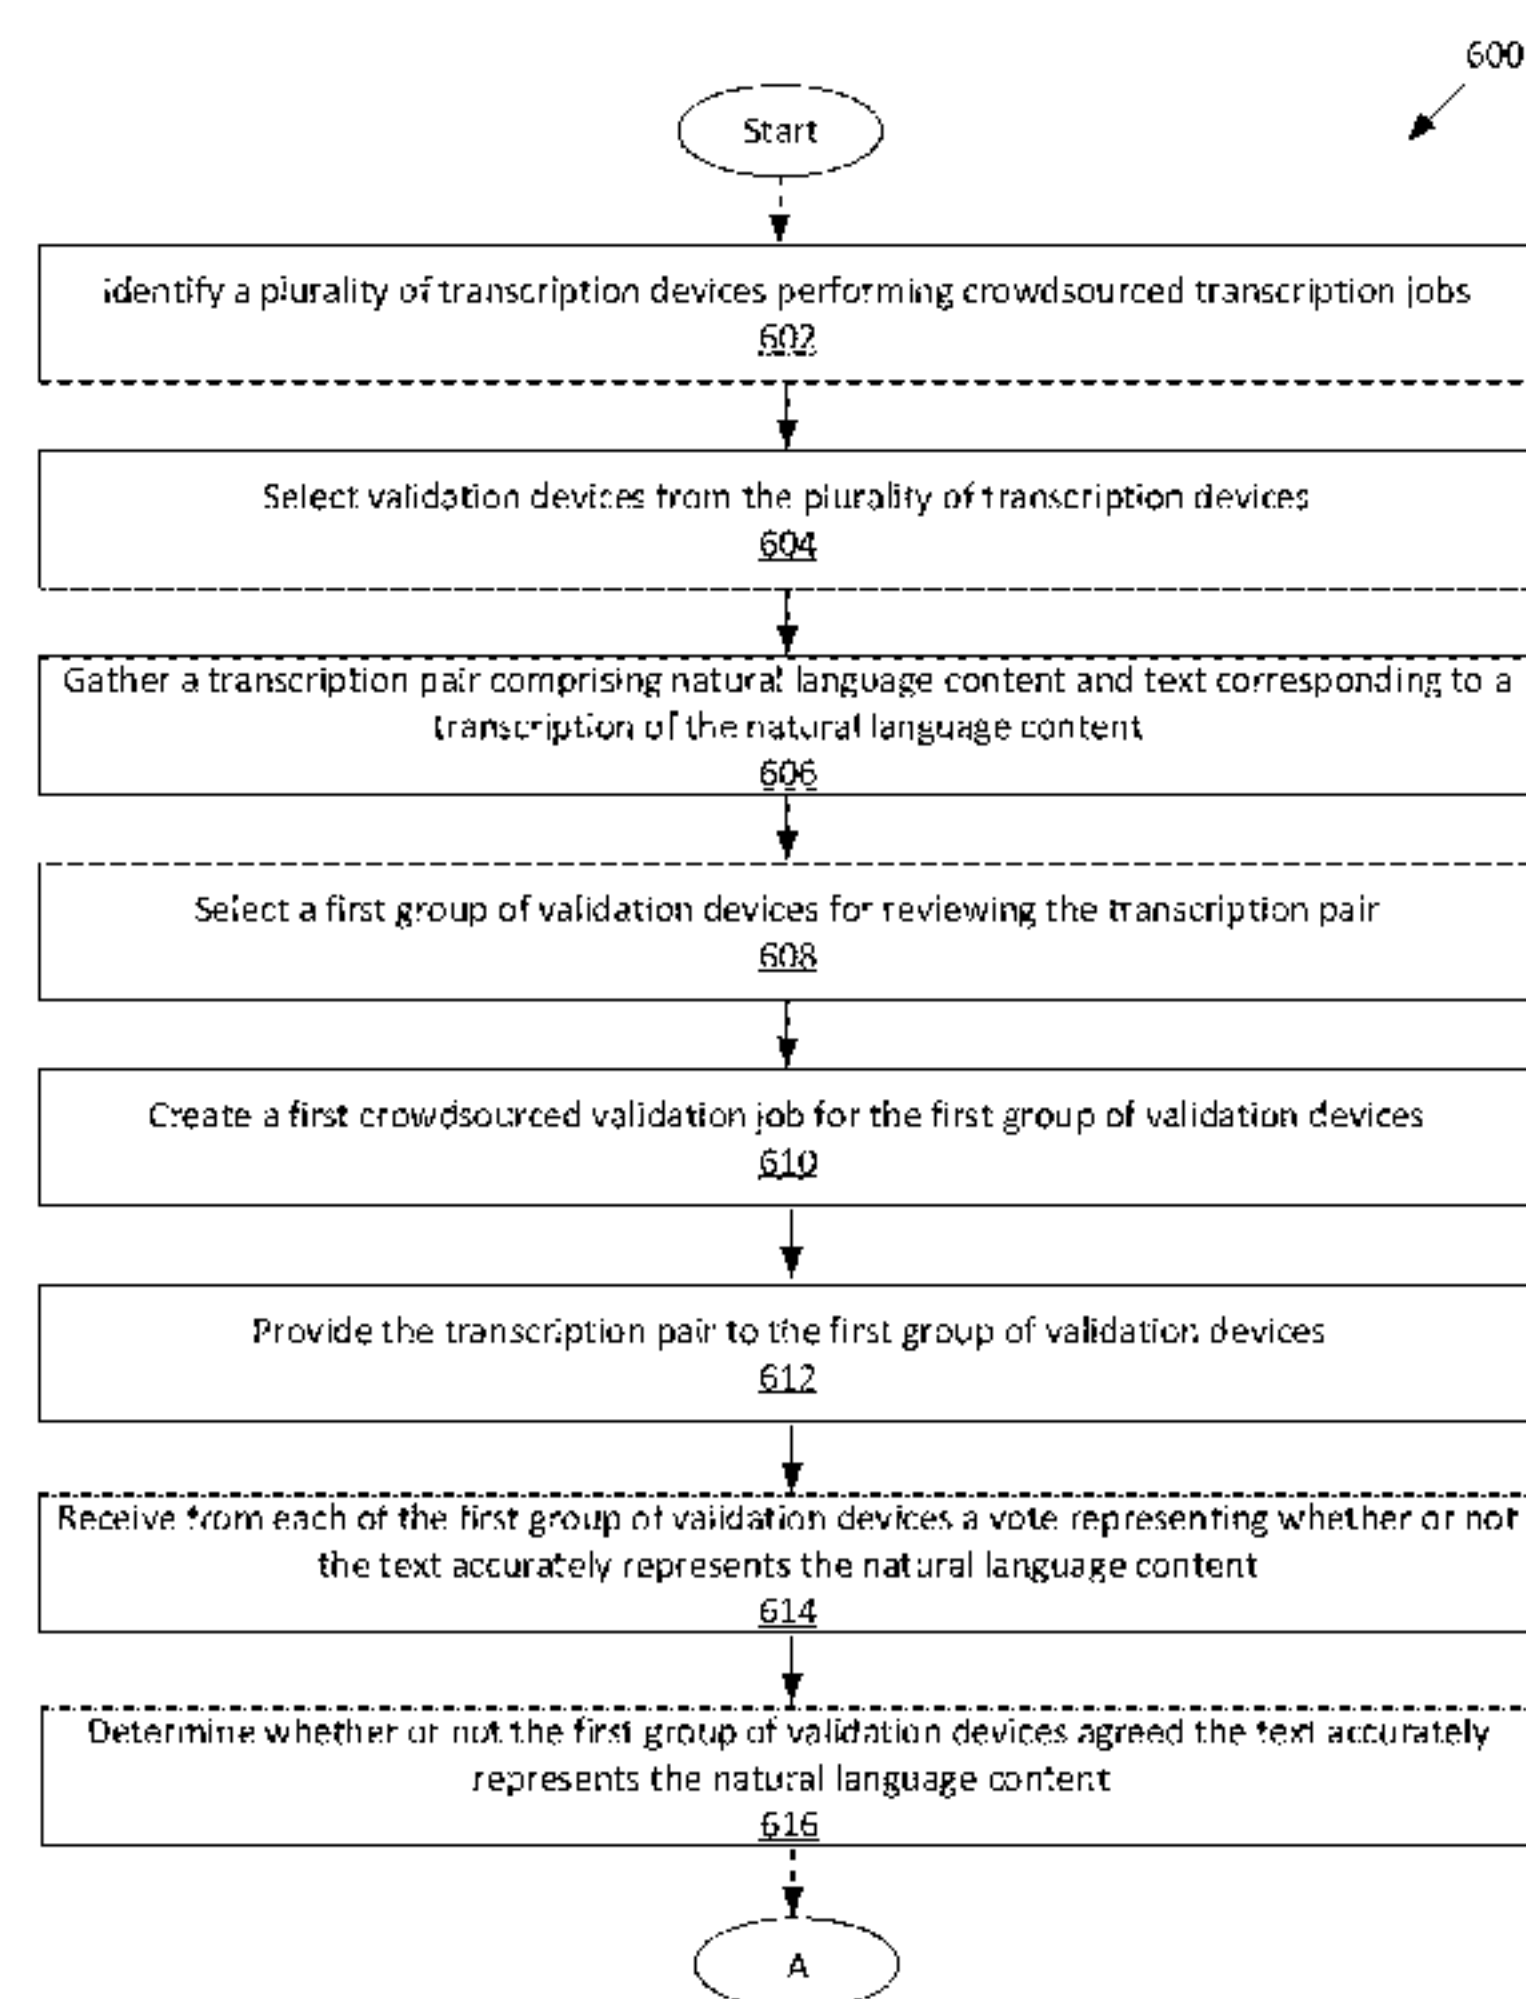 600
Start
Identify a plurality of transcription devices performing crowdsourced transcription jobs
602
Select validation devices from the plurality of transcription devices
604
Gather a transcription pair comprising natural language content and text corresponding to a
transcription of the natural language content
606
Select a first group of validation devices for reviewing the transcription pair
608
Create a first crowdsourced validation job for the first group of validation devices
610
Provide the transcription pair to the first group of validation devices
612
Receive from each of the first group of validation devices a vote representing whether or not
the text accurately represents the natural language content
614
Determine whether or not the first group of validation devices agreed the text accurately
represents the natural language content
616
A